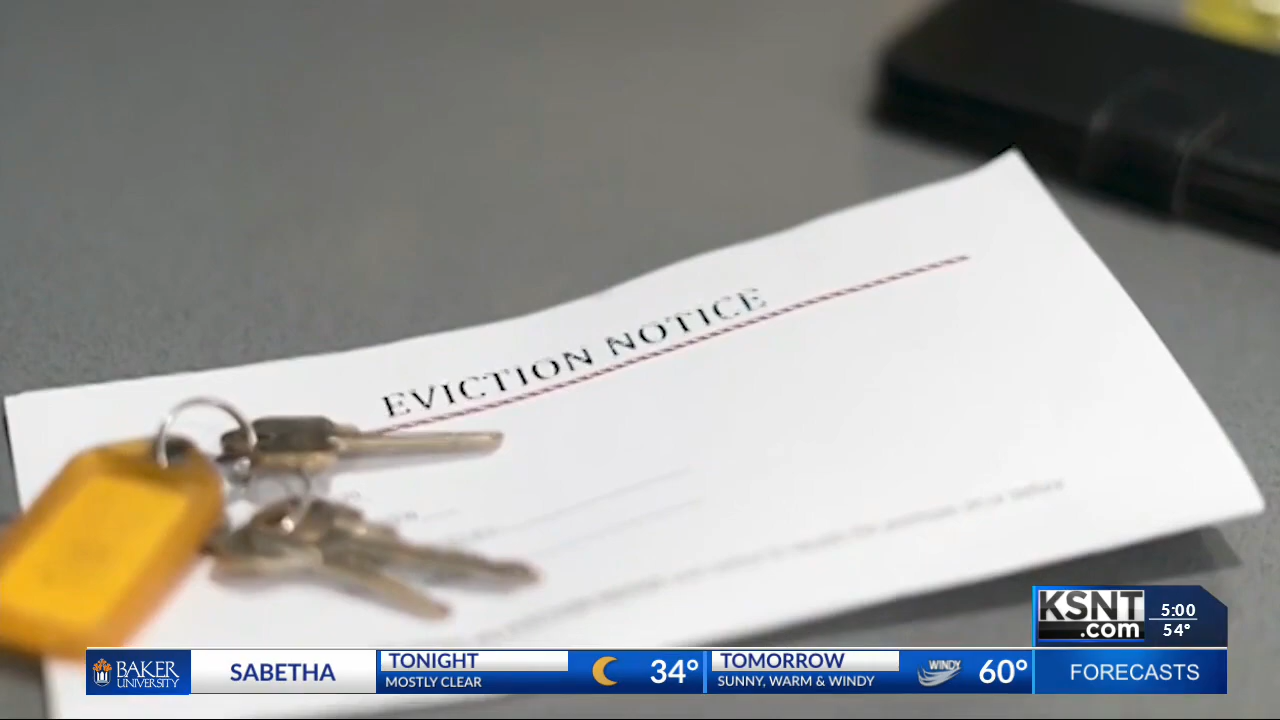 EVICTION NOTICE
KSNT
.com
5:00
54°
BAKER
UNIVERSITY
SABETHA
TONIGHT
MOSTLY CLEAR
34°
TOMORROW
SUNNY, WARM & WINDY
WINDY
60°
FORECASTS